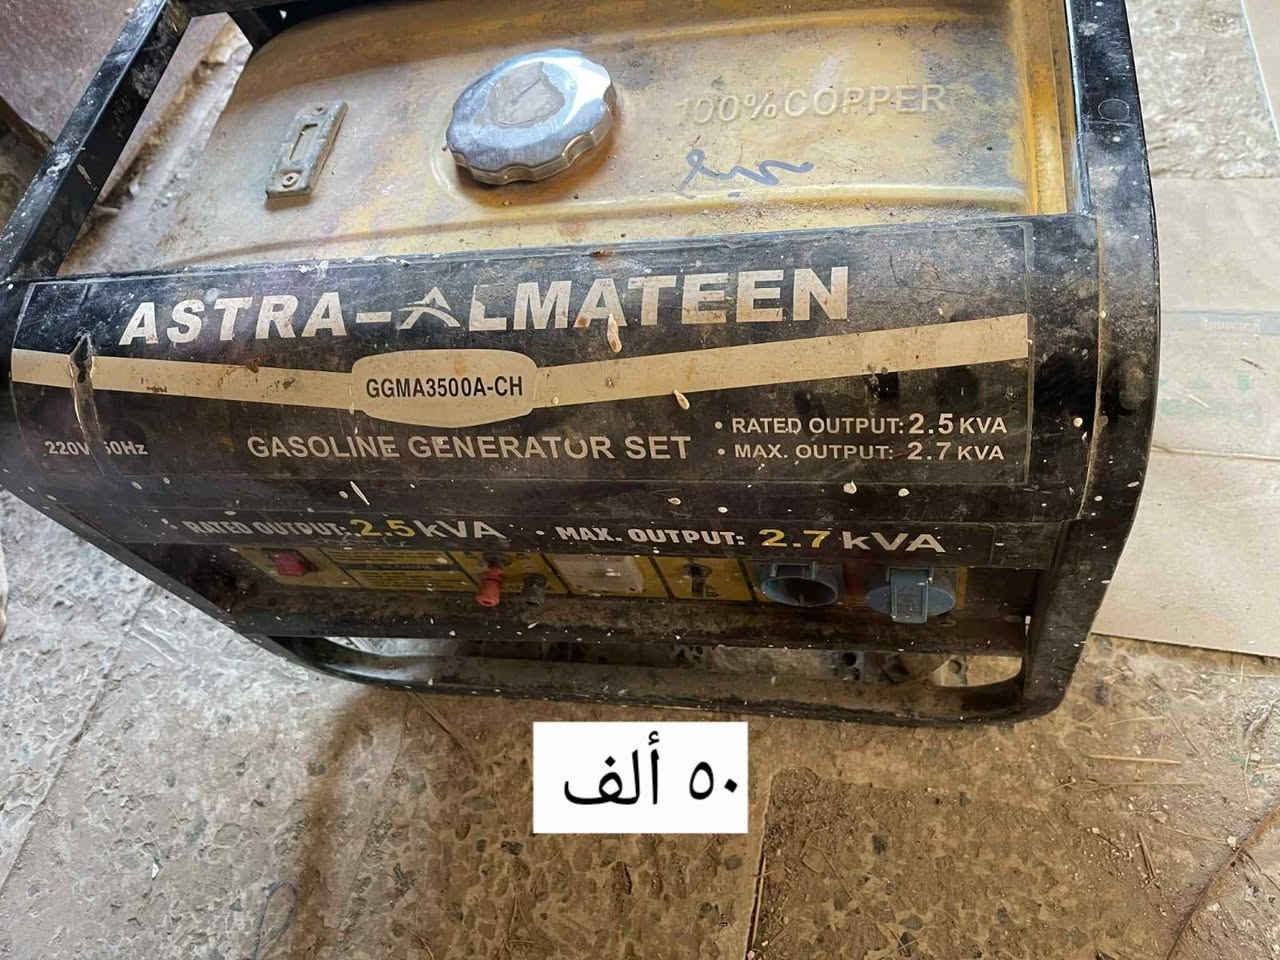 100% COPPER
ASTRA-ALMATEEN
GGMA3500A-CH
220V 50Hz
GASOLINE GENERATOR SET
• RATED OUTPUT: 2.5 KVA
• MAX. OUTPUT: 2.7 KVA
• RATED OUTPUT: 2.5 kVA • MAX. OUTPUT: 2.7 kVA
٥٠ ألف